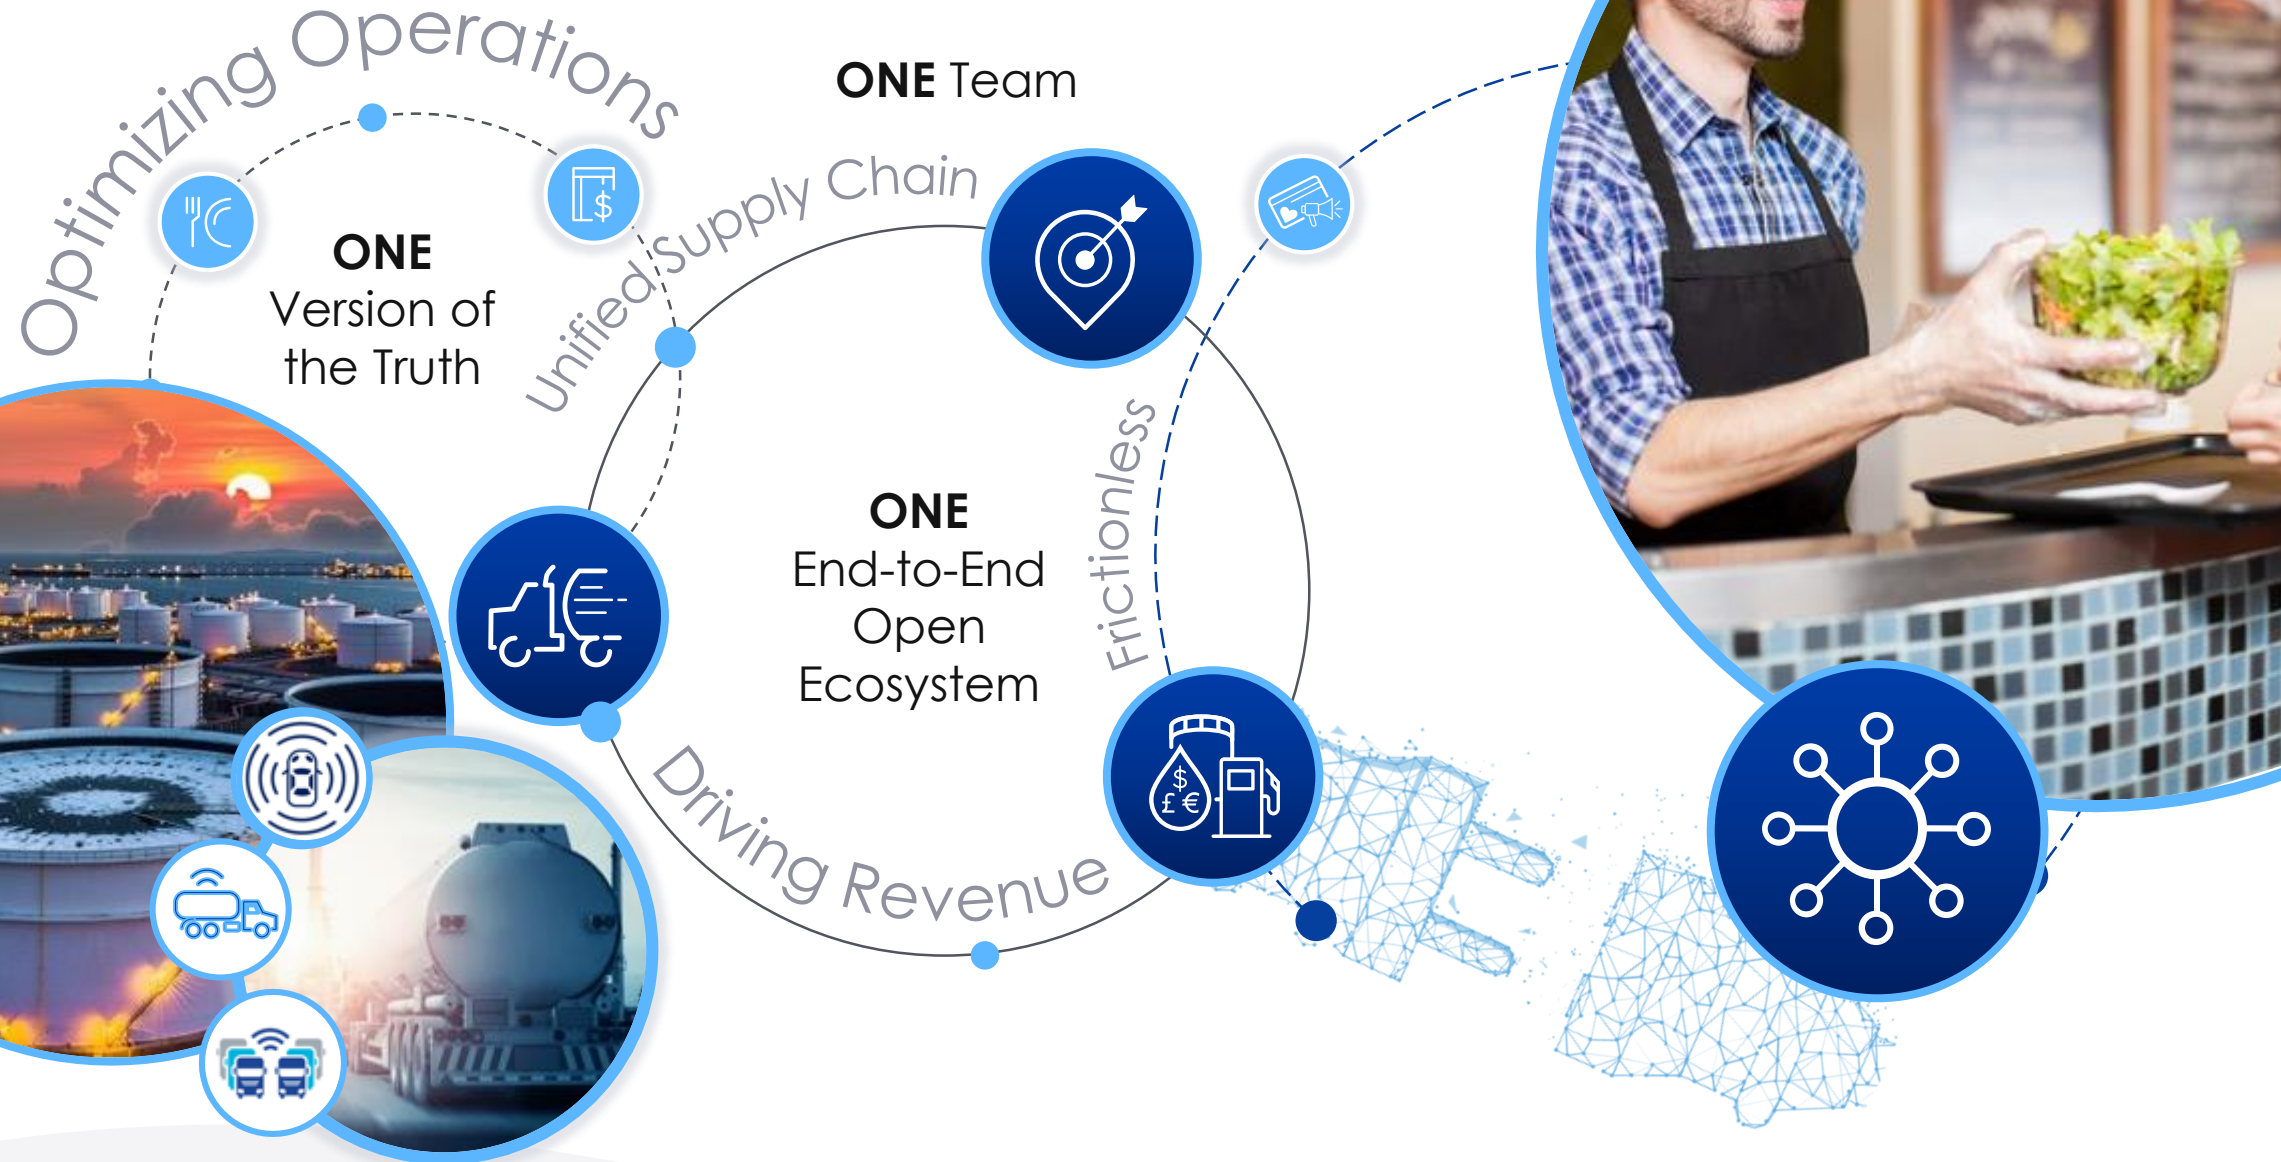 Optimizing Operations
ONE Team
Unified Supply Chain
ONE
Version of
the Truth
Frictionless
ONE
End-to-End
Open
Ecosystem
Driving Revenue
$
$
£ €